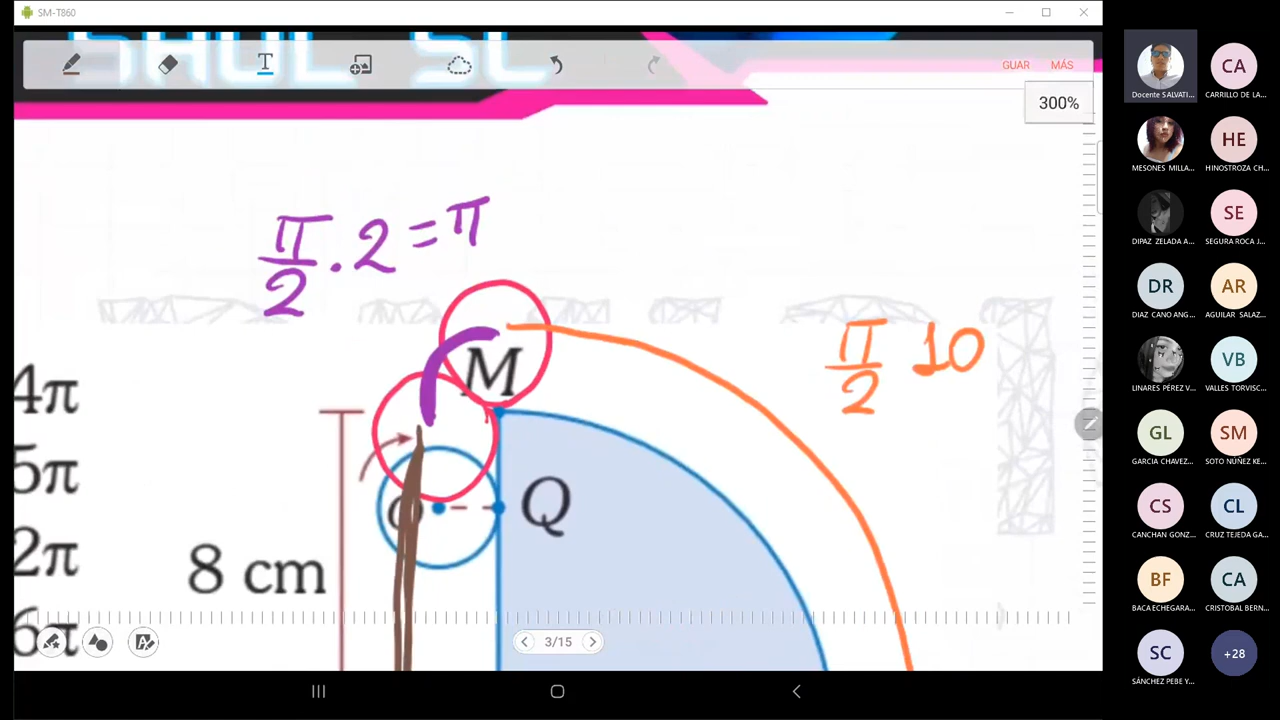 SM-T860
T
GUAR
MÁS
300%
π/2 . 2 = π
M
π/2 10
4π
5π
2π
6π
Q
8 cm
3/15
Docente SALVATI...
CA
CARRILLO DE LA...
MESONES MILLA...
HE
HINOSTROZA CH...
DIPAZ ZELADA A...
SE
SEGURA ROCA J...
DR
DIAZ CANO ANG...
AR
AGUILAR SALAZ...
LINARES PÉREZ V...
VB
VALLES TORVISC...
GL
GARCIA CHAVEZ...
SM
SOTO NUÑEZ KE...
CS
CANCHAN GONZ...
CL
CRUZ TEJEDA GA...
BF
BACA ECHEGARA...
CA
CRISTOBAL BERN...
SC
SÁNCHEZ PEBE Y...
+28